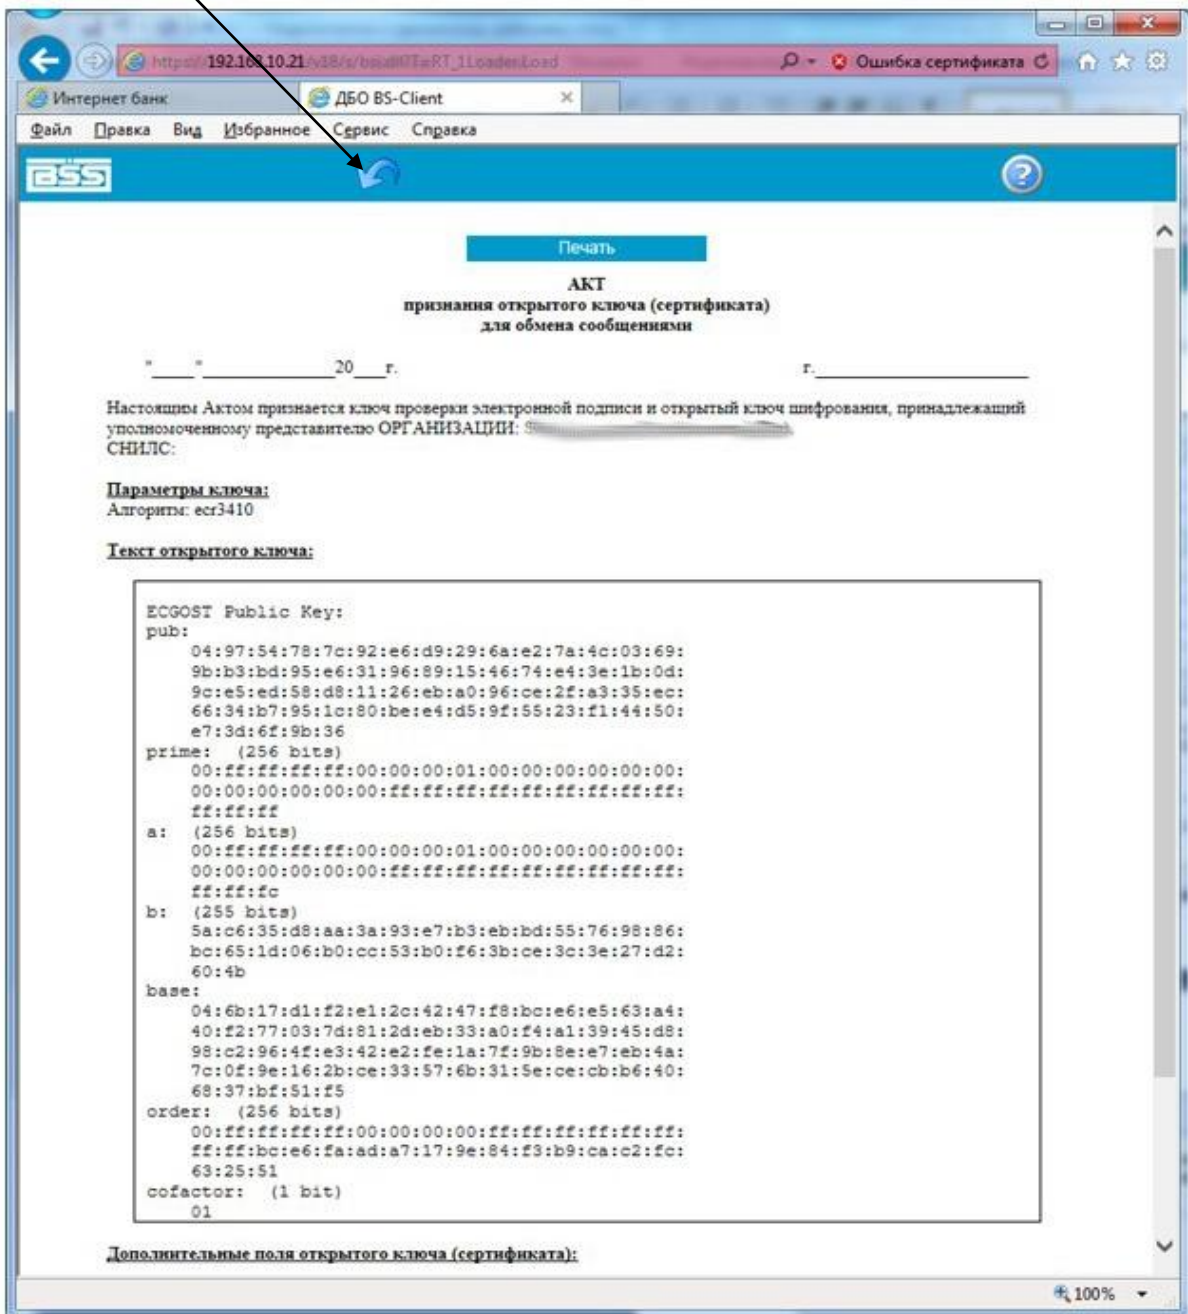 192.168.10.21
Ошибка сертификата
Интернет банк
ДБО BS-Client
Файл Правка Вид Избранное Сервис Справка
BSS
Печать
АКТ
признания открытого ключа (сертификата)
для обмена сообщениями
"____"______________20___г. г.______________________
Настоящим Актом признается ключ проверки электронной подписи и открытый ключ шифрования, принадлежащий
уполномоченному представителю ОРГАНИЗАЦИИ:
СНИЛС:
Параметры ключа:
Алгоритм: ecr3410
Текст открытого ключа:
ECGOST Public Key:
pub:
04:97:54:78:7c:92:e6:d9:29:6a:e2:7a:4c:03:69:
9b:b3:bd:95:e6:31:96:89:15:46:74:e4:3e:1b:0d:
9c:e5:ed:58:d8:11:26:eb:a0:96:ce:2f:a3:35:ec:
66:34:b7:95:1c:80:be:e4:d5:9f:55:23:f1:44:50:
e7:3d:6f:9b:36
prime: (256 bits)
00:ff:ff:ff:ff:00:00:00:01:00:00:00:00:00:00:
00:00:00:00:00:00:ff:ff:ff:ff:ff:ff:ff:ff:ff:
ff:ff:ff
a: (256 bits)
00:ff:ff:ff:ff:00:00:00:01:00:00:00:00:00:00:
00:00:00:00:00:00:ff:ff:ff:ff:ff:ff:ff:ff:ff:
ff:ff:fc
b: (255 bits)
5a:c6:35:d8:aa:3a:93:e7:b3:eb:bd:55:76:98:86:
bc:65:1d:06:b0:cc:53:b0:f6:3b:ce:3c:3e:27:d2:
60:4b
base:
04:6b:17:d1:f2:e1:2c:42:47:f8:bc:e6:e5:63:a4:
40:f2:77:03:7d:81:2d:eb:33:a0:f4:a1:39:45:d8:
98:c2:96:4f:e3:42:e2:fe:1a:7f:9b:8e:e7:eb:4a:
7c:0f:9e:16:2b:ce:33:57:6b:31:5e:ce:cb:b6:40:
68:37:bf:51:f5
order: (256 bits)
00:ff:ff:ff:ff:00:00:00:00:ff:ff:ff:ff:ff:ff:
ff:ff:bc:e6:fa:ad:a7:17:9e:84:f3:b9:ca:c2:fc:
63:25:51
cofactor: (1 bit)
01
Дополнительные поля открытого ключа (сертификата):
100%